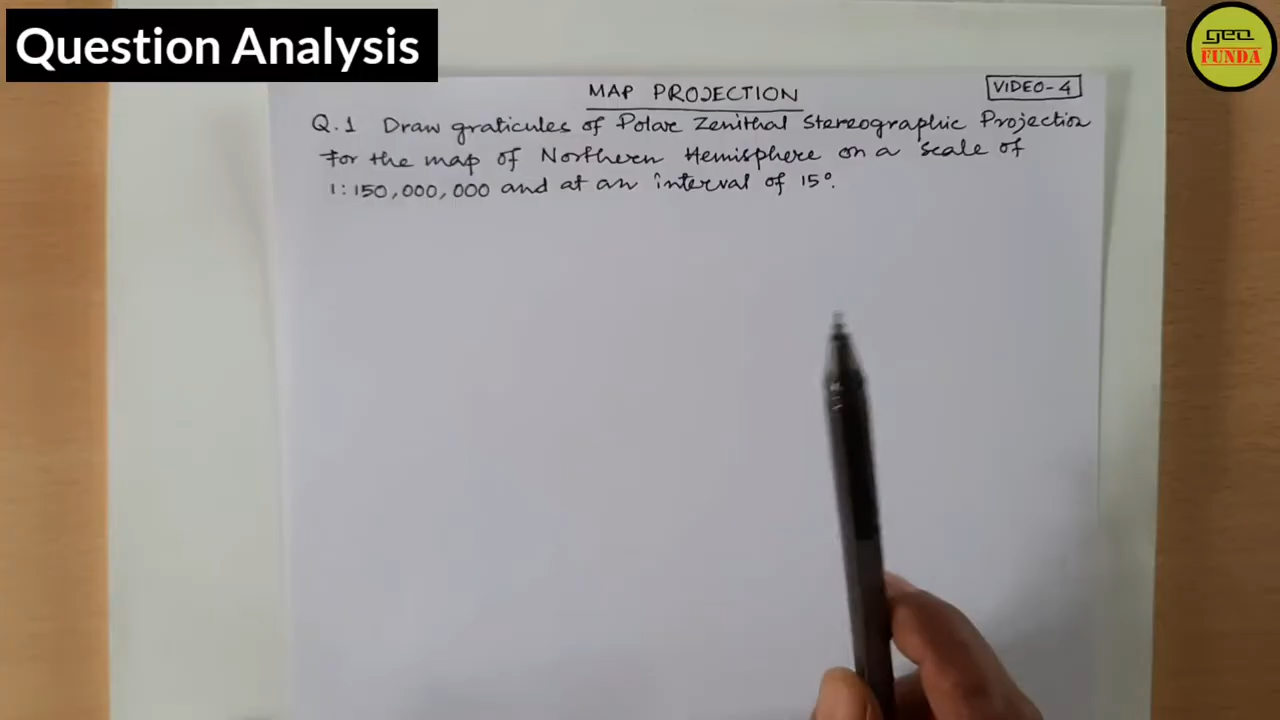 Question Analysis
geo
FUNDA
MAP PROJECTION
VIDEO-4
Q.1 Draw graticules of Polar Zenithal Stereographic Projection
For the map of Northern Hemisphere on a scale of
1:150,000,000 and at an interval of 15°.